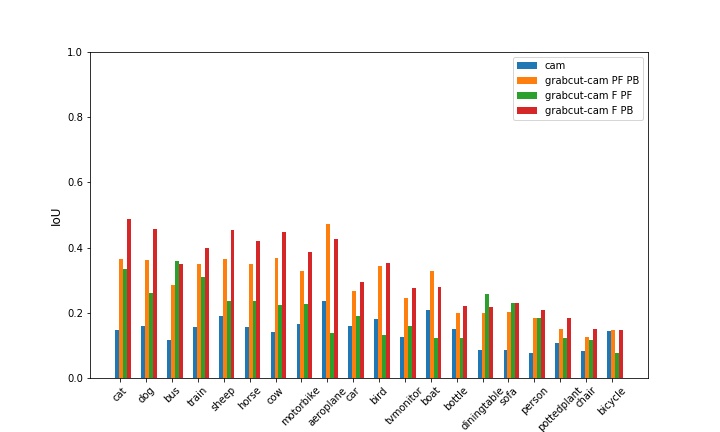 1.0
0.8
0.6
0.4
0.2
0.0
IoU
cam
grabcut-cam PF PB
grabcut-cam F PF
grabcut-cam F PB
cat
dog
bus
train
sheep
horse
cow
motorbike
aeroplane
car
bird
tvmonitor
boat
bottle
diningtable
sofa
person
pottedplant
chair
bicycle